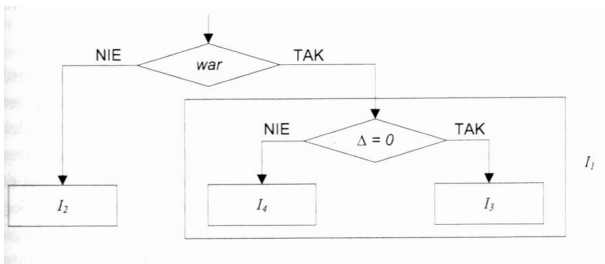 NIE
war
TAK
NIE
Δ = 0
TAK
I₁
I₂
I₄
I₃